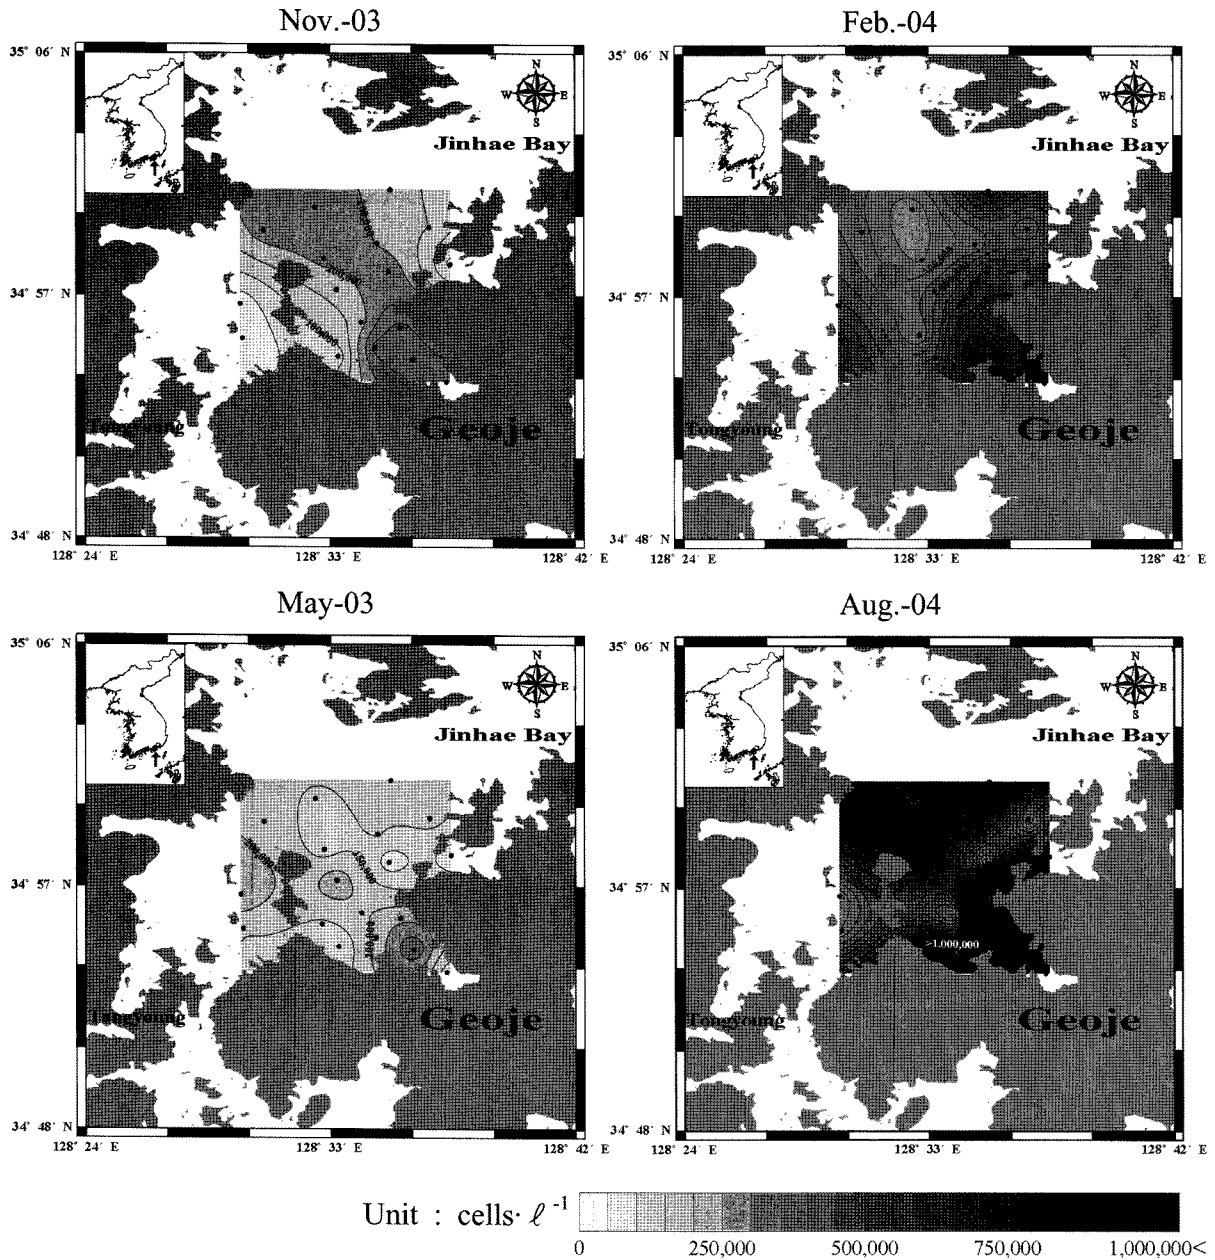 Nov.-03
Feb.-04
35° 06′ N
N
W E
S
Jinhae Bay
34° 57′ N
Tongyoung
Geoje
34° 48′ N
128° 24′ E
128° 33′ E
128° 42′ E
35° 06′ N
N
W E
S
Jinhae Bay
34° 57′ N
Tongyoung
Geoje
34° 48′ N
128° 24′ E
128° 33′ E
128° 42′ E
May-03
Aug.-04
35° 06′ N
N
W E
S
Jinhae Bay
34° 57′ N
Tongyoung
Geoje
34° 48′ N
128° 24′ E
128° 33′ E
128° 42′ E
35° 06′ N
N
W E
S
Jinhae Bay
34° 57′ N
>1,000,000
Tongyoung
Geoje
34° 48′ N
128° 24′ E
128° 33′ E
128° 42′ E
Unit : cells· ℓ⁻¹
0 250,000 500,000 750,000 1,000,000<